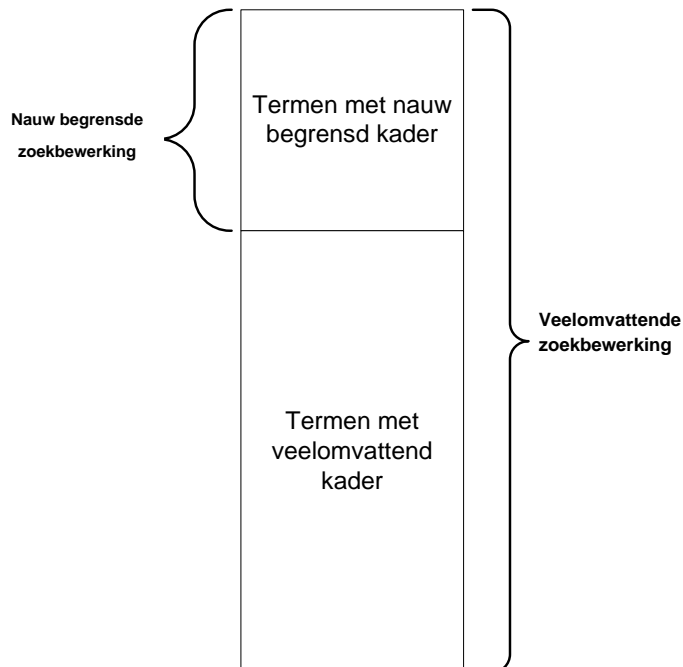 Termen met nauw
begrensd kader
Nauw begrensde
zoekbewerking
Veelomvattende
zoekbewerking
Termen met
veelomvattend
kader